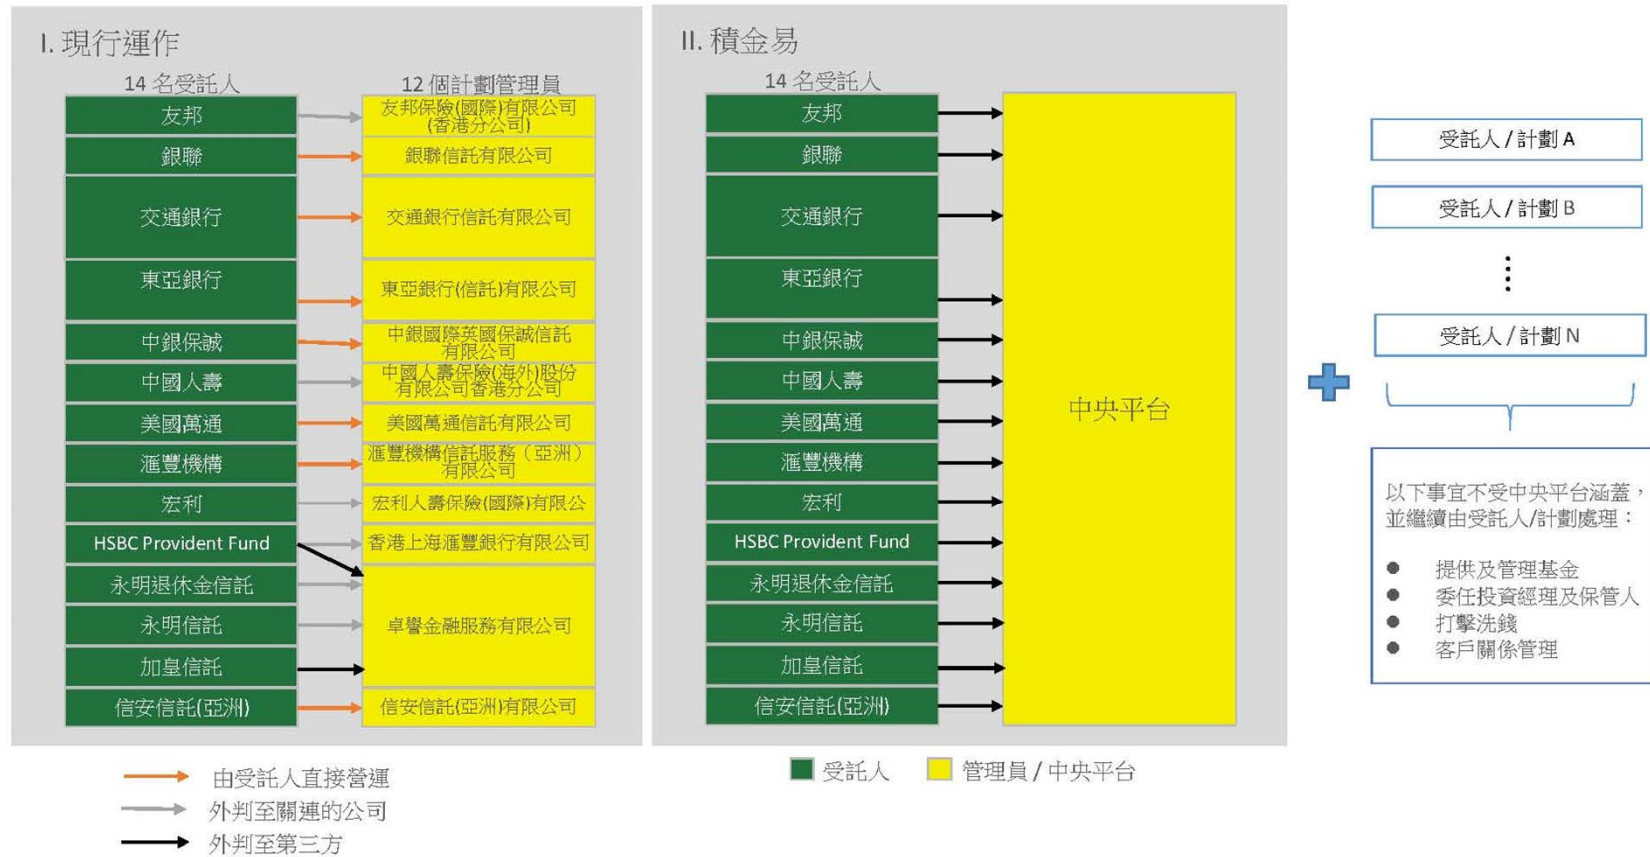 I. 現行運作
14 名受託人
12 個計劃管理員
友邦
友邦保險(國際)有限公司
(香港分公司)
銀聯
銀聯信託有限公司
交通銀行
交通銀行信託有限公司
東亞銀行
東亞銀行(信託)有限公司
中銀保誠
中銀國際英國保誠信託
有限公司
中國人壽
中國人壽保險(海外)股份
有限公司香港分公司
美國萬通
美國萬通信託有限公司
滙豐機構
滙豐機構信託服務（亞洲）
有限公司
宏利
宏利人壽保險(國際)有限公
HSBC Provident Fund
香港上海滙豐銀行有限公司
永明退休金信託
永明信託
卓譽金融服務有限公司
加皇信託
信安信託(亞洲)
信安信託(亞洲)有限公司
由受託人直接營運
外判至關連的公司
外判至第三方
II. 積金易
14 名受託人
友邦
銀聯
交通銀行
東亞銀行
中銀保誠
中國人壽
美國萬通
滙豐機構
宏利
HSBC Provident Fund
永明退休金信託
永明信託
加皇信託
信安信託(亞洲)
中央平台
受託人
管理員 / 中央平台
受託人 / 計劃 A
受託人 / 計劃 B
受託人 / 計劃 N
以下事宜不受中央平台涵蓋，
並繼續由受託人/計劃處理：
● 提供及管理基金
● 委任投資經理及保管人
● 打擊洗錢
● 客戶關係管理